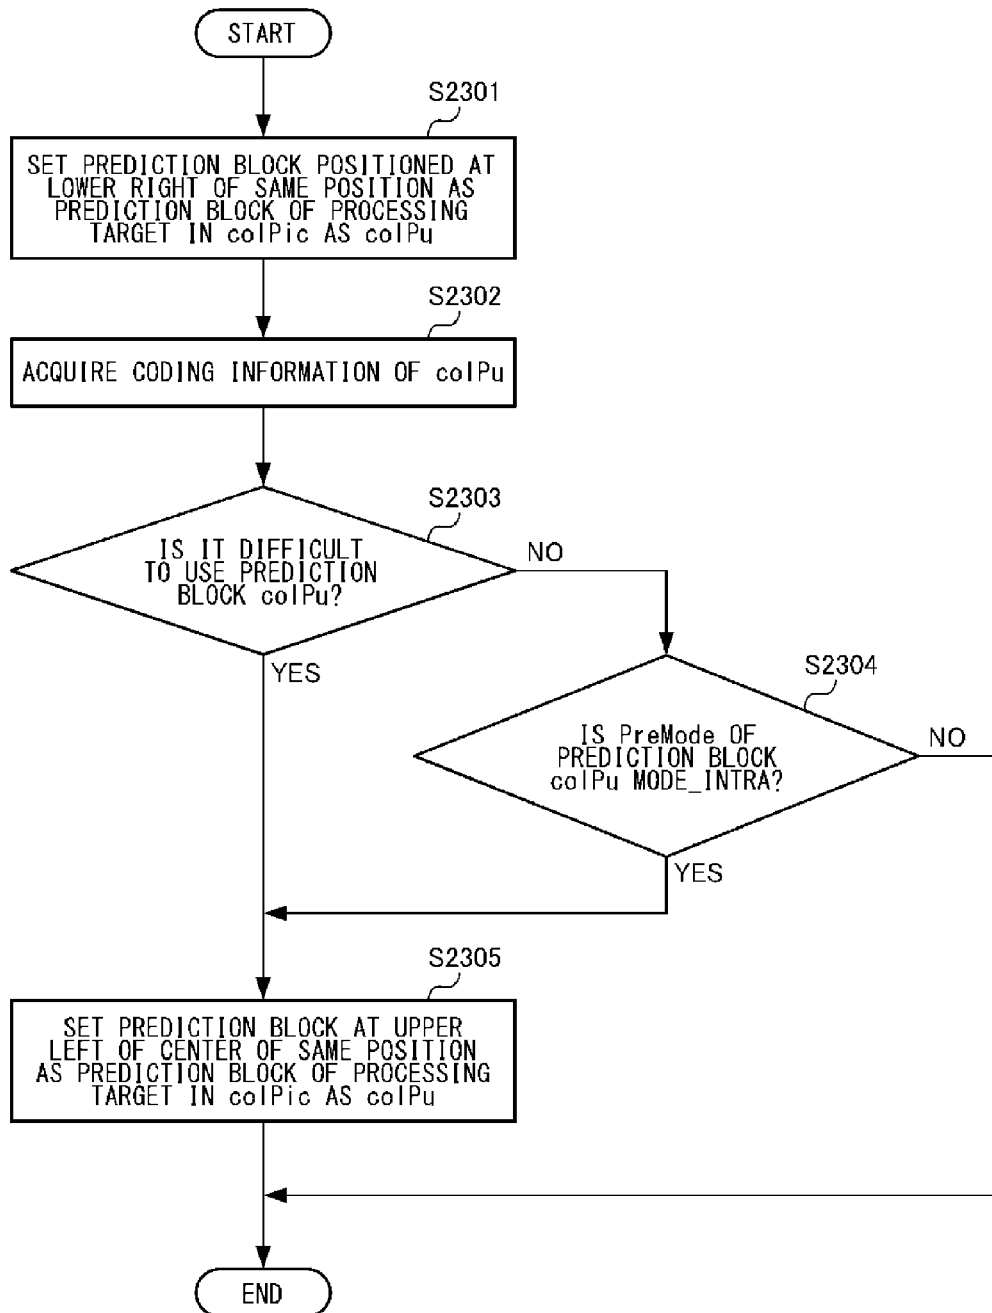 START
S2301
SET PREDICTION BLOCK POSITIONED AT
LOWER RIGHT OF SAME POSITION AS
PREDICTION BLOCK OF PROCESSING
TARGET IN colPic AS colPu
S2302
ACQUIRE CODING INFORMATION OF colPu
S2303
IS IT DIFFICULT
TO USE PREDICTION
BLOCK colPu?
NO
YES
S2304
IS PreMode OF
PREDICTION BLOCK
colPu MODE_INTRA?
NO
YES
S2305
SET PREDICTION BLOCK AT UPPER
LEFT OF CENTER OF SAME POSITION
AS PREDICTION BLOCK OF PROCESSING
TARGET IN colPic AS colPu
END